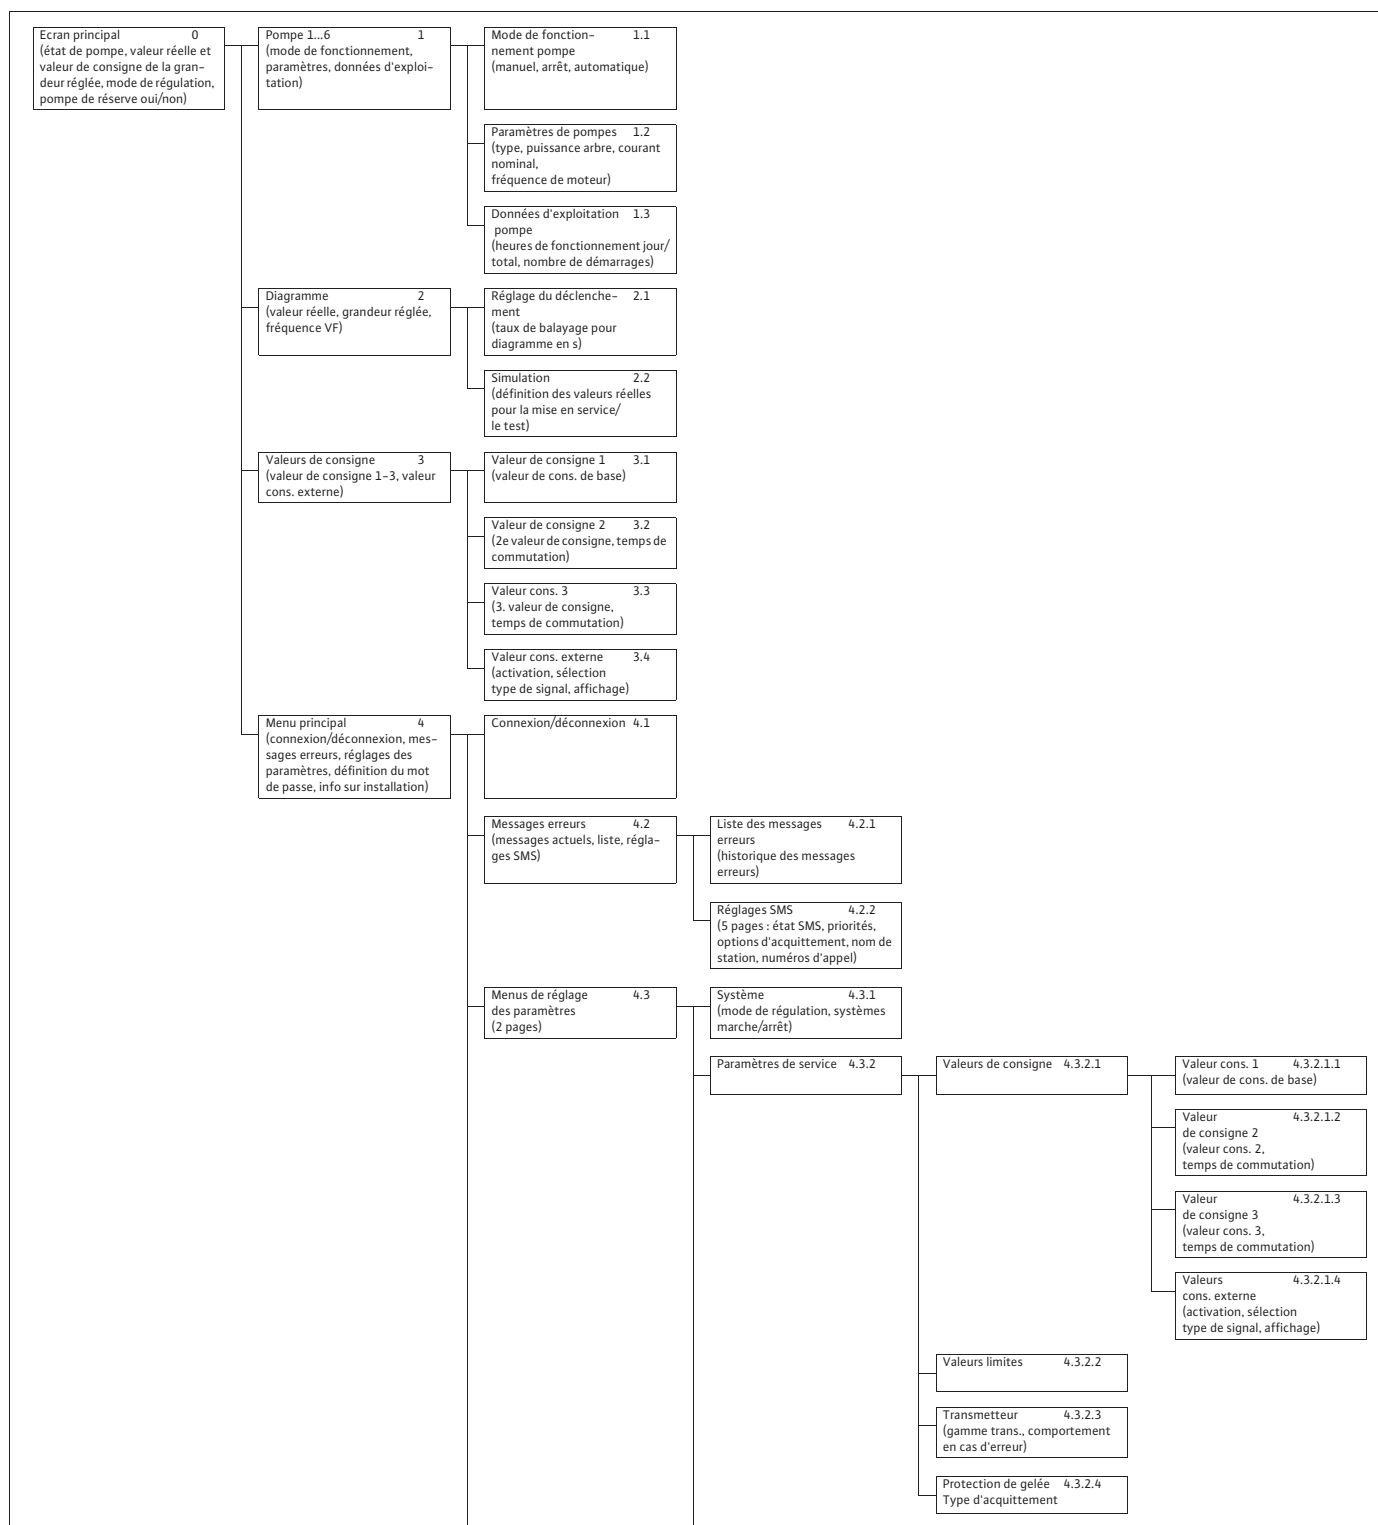 Ecran principal 0
(état de pompe, valeur réelle et
valeur de consigne de la gran-
deur réglée, mode de régulation,
pompe de réserve oui/non)
Pompe 1...6 1
(mode de fonctionnement,
paramètres, données d'exploi-
tation)
Mode de fonction- 1.1
nement pompe
(manuel, arrêt, automatique)
Paramètres de pompes 1.2
(type, puissance arbre, courant
nominal,
fréquence de moteur)
Données d'exploitation 1.3
pompe
(heures de fonctionnement jour/
total, nombre de démarrages)
Diagramme 2
(valeur réelle, grandeur réglée,
fréquence VF)
Réglage du déclenche- 2.1
ment
(taux de balayage pour
diagramme en s)
Simulation 2.2
(définition des valeurs réelles
pour la mise en service/
le test)
Valeurs de consigne 3
(valeur de consigne 1-3, valeur
cons. externe)
Valeur de consigne 1 3.1
(valeur de cons. de base)
Valeur de consigne 2 3.2
(2e valeur de consigne, temps de
commutation)
Valeur cons. 3 3.3
(3. valeur de consigne,
temps de commutation)
Valeur cons. externe 3.4
(activation, sélection
type de signal, affichage)
Menu principal 4
(connexion/déconnexion, mes-
sages erreurs, réglages des
paramètres, définition du mot
de passe, info sur installation)
Connexion/déconnexion 4.1
Messages erreurs 4.2
(messages actuels, liste, régla-
ges SMS)
Liste des messages 4.2.1
erreurs
(historique des messages
erreurs)
Réglages SMS 4.2.2
(5 pages : état SMS, priorités,
options d'acquittement, nom de
station, numéros d'appel)
Menus de réglage 4.3
des paramètres
(2 pages)
Système 4.3.1
(mode de régulation, systèmes
marche/arrêt)
Paramètres de service 4.3.2
Valeurs de consigne 4.3.2.1
Valeur cons. 1 4.3.2.1.1
(valeur de cons. de base)
Valeur 4.3.2.1.2
de consigne 2
(valeur cons. 2,
temps de commutation)
Valeur 4.3.2.1.3
de consigne 3
(valeur cons. 3,
temps de commutation)
Valeurs 4.3.2.1.4
cons. externe
(activation, sélection
type de signal, affichage)
Valeurs limites 4.3.2.2
Transmetteur 4.3.2.3
(gamme trans., comportement
en cas d'erreur)
Protection de gelée 4.3.2.4
Type d'acquittement